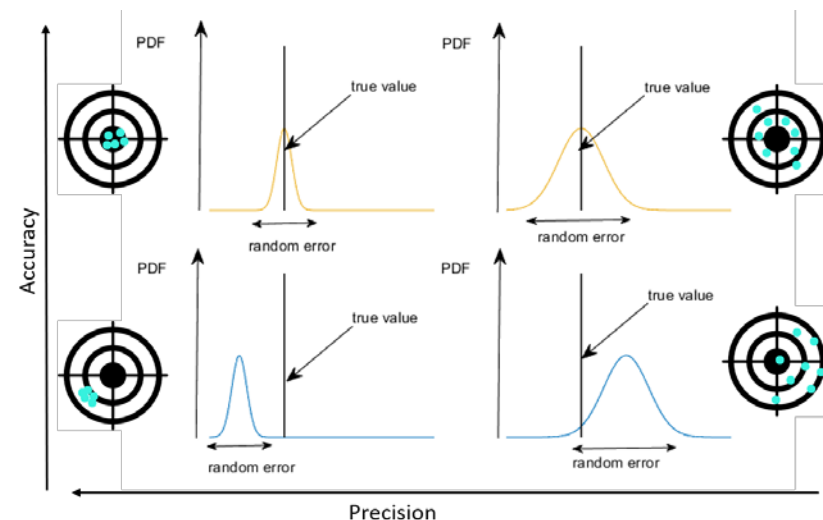 PDF
true value
random error
PDF
true value
random error
PDF
true value
random error
PDF
true value
random error
Accuracy
Precision